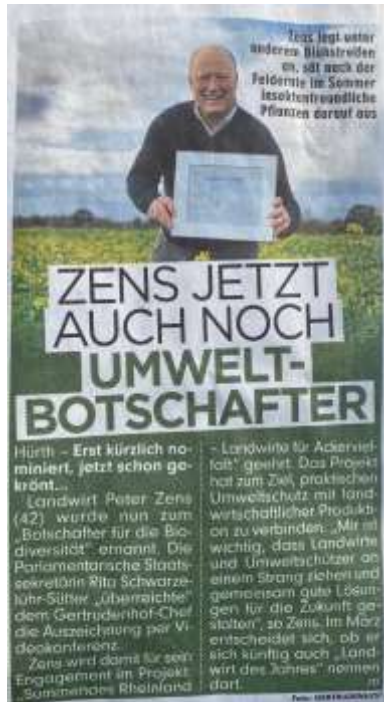 Zens legt unter
anderem Blühstreifen
an, sät nach der
Feldernte im Sommer
insektenfreundliche
Pflanzen darauf aus
ZENS JETZT
AUCH NOCH
UMWELT-
BOTSCHAFTER
Hürth – Erst kürzlich no-
miniert, jetzt schon ge-
krönt...
Landwirt Peter Zens
(42) wurde nun zum
„Botschafter für die Bio-
diversität“ ernannt. Die
Parlamentarische Staats-
sekretärin Rita Schwarze-
lühr-Sutter „überreichte“
dem Gertrudenhof-Chef
die Auszeichnung per Vi-
deokonferenz.
Zens wird damit für sein
Engagement im Projekt
„Summendes Rheinland
– Landwirte für Ackerviel-
falt“ geehrt. Das Projekt
hat zum Ziel, praktischen
Umweltschutz mit land-
wirtschaftlicher Produkti-
on zu verbinden. „Mir ist
wichtig, dass Landwirte
und Umweltschützer an
einem Strang ziehen und
gemeinsam gute Lösun-
gen für die Zukunft ge-
stalten“, so Zens. Im März
entscheidet sich, ob er
sich künftig auch „Land-
wirt des Jahres“ nennen
darf.
Foto: